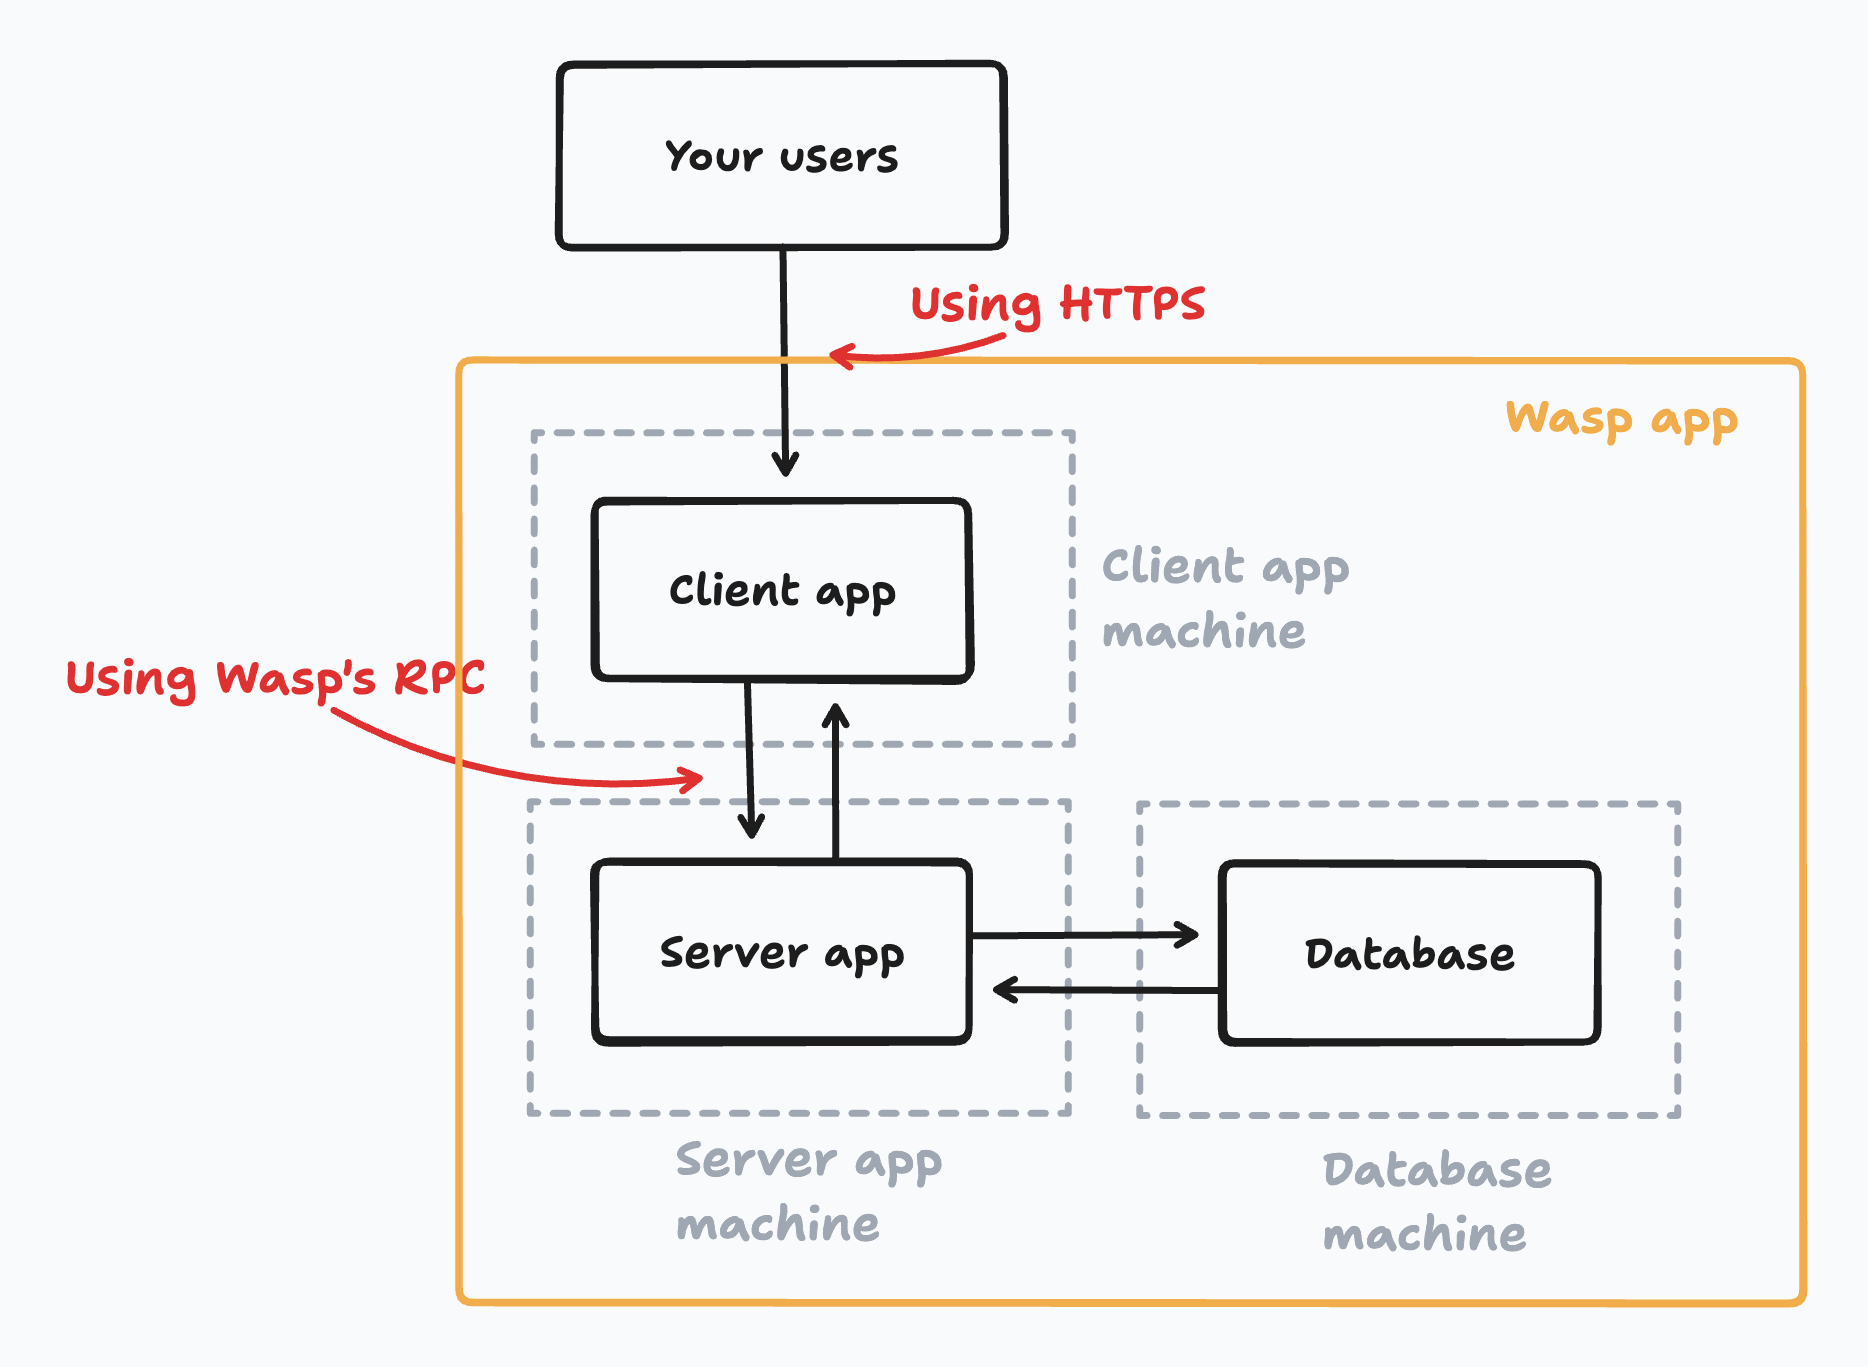 Your users
Using HTTPS
Wasp app
Client app
Client app
machine
Using Wasp's RPC
Server app
Database
Server app
machine
Database
machine